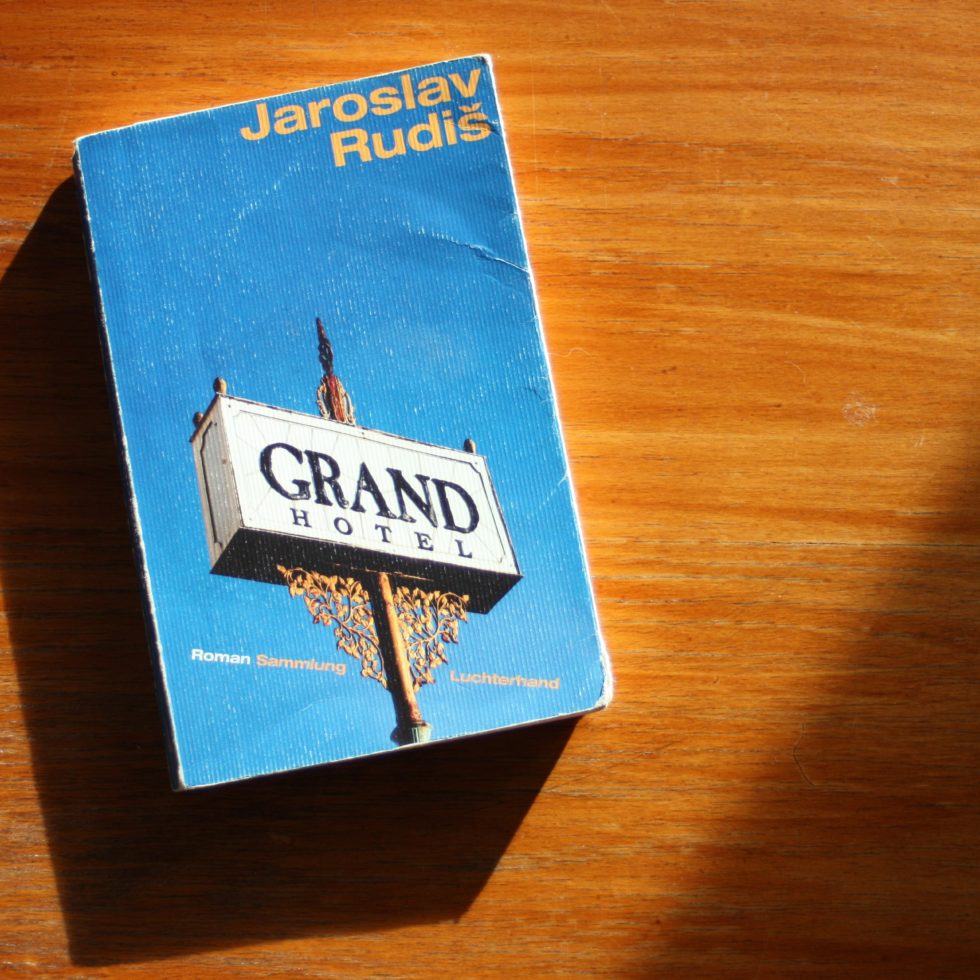 Jaroslav
Rudiš
GRAND
HOTEL
Roman Sammlung Luchterhand